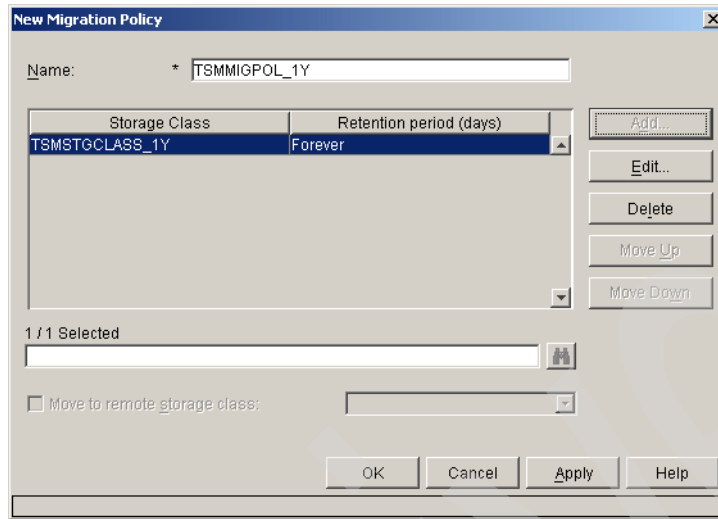 New Migration Policy
Name: * TSMMIGPOL_1Y
Storage Class Retention period (days)
TSMSTGCLASS_1Y Forever
Add...
Edit...
Delete
Move Up
Move Down
1 / 1 Selected
Move to remote storage class:
OK Cancel Apply Help